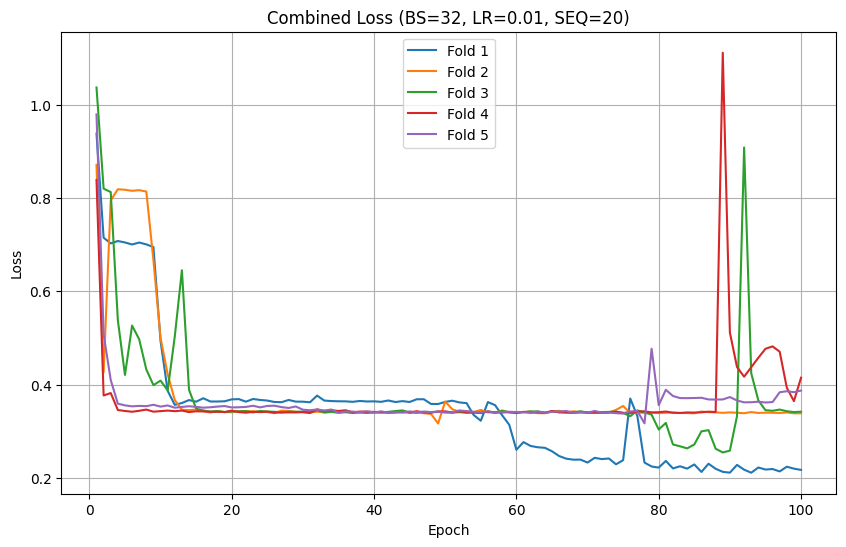 Combined Loss (BS=32, LR=0.01, SEQ=20)
Fold 1
Fold 2
Fold 3
Fold 4
Fold 5
Loss
1.0
0.8
0.6
0.4
0.2
0 20 40 60 80 100
Epoch